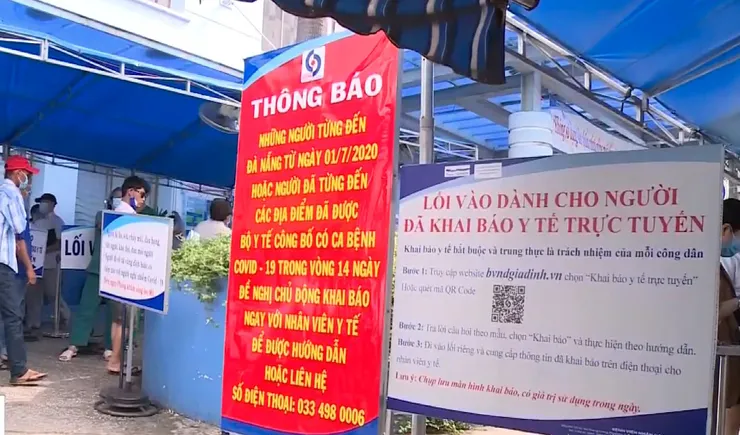 THÔNG BÁO
NHỮNG NGƯỜI TỪNG ĐẾN
ĐÀ NẴNG TỪ NGÀY 01/7/2020
HOẶC NGƯỜI ĐÃ TỪNG ĐẾN
CÁC ĐỊA ĐIỂM ĐÃ ĐƯỢC
BỘ Y TẾ CÔNG BỐ CÓ CA BỆNH
COVID - 19 TRONG VÒNG 14 NGÀY
ĐỀ NGHỊ CHỦ ĐỘNG KHAI BÁO
NGAY VỚI NHÂN VIÊN Y TẾ
ĐỂ ĐƯỢC HƯỚNG DẪN
HOẶC LIÊN HỆ
SỐ ĐIỆN THOẠI: 033 498 0006
LỐI VÀO DÀNH CHO NGƯỜI
ĐÃ KHAI BÁO Y TẾ TRỰC TUYẾN
Khai báo y tế bắt buộc và trung thực là trách nhiệm của mỗi công dân
Bước 1: Truy cập website bvndgiadinh.vn chọn "Khai báo y tế trực tuyến"
Hoặc quét mã QR Code
Bước 2: Trả lời câu hỏi theo mẫu, chọn "Khai báo" và thực hiện theo hướng dẫn.
Bước 3: Đi vào lối riêng và cung cấp thông tin đã khai báo trên điện thoại cho
nhân viên y tế.
Lưu ý: Chụp lưu màn hình khai báo, có giá trị sử dụng trong ngày.
LỐI